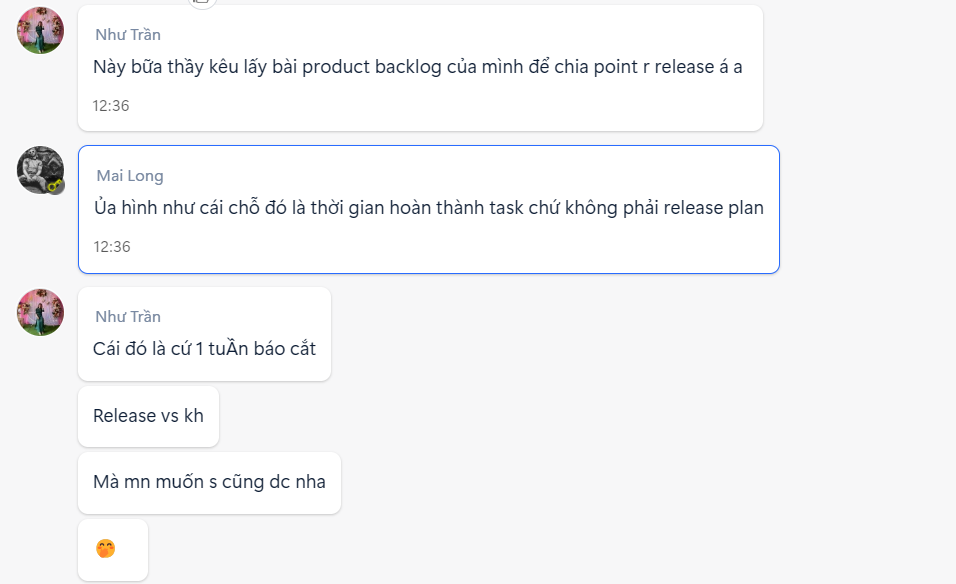 Như Trần
Này bữa thầy kêu lấy bài product backlog của mình để chia point r release á a
12:36
Mai Long
Ủa hình như cái chỗ đó là thời gian hoàn thành task chứ không phải release plan
12:36
Như Trần
Cái đó là cứ 1 tuẦn báo cắt
Release vs kh
Mà mn muốn s cũng dc nha